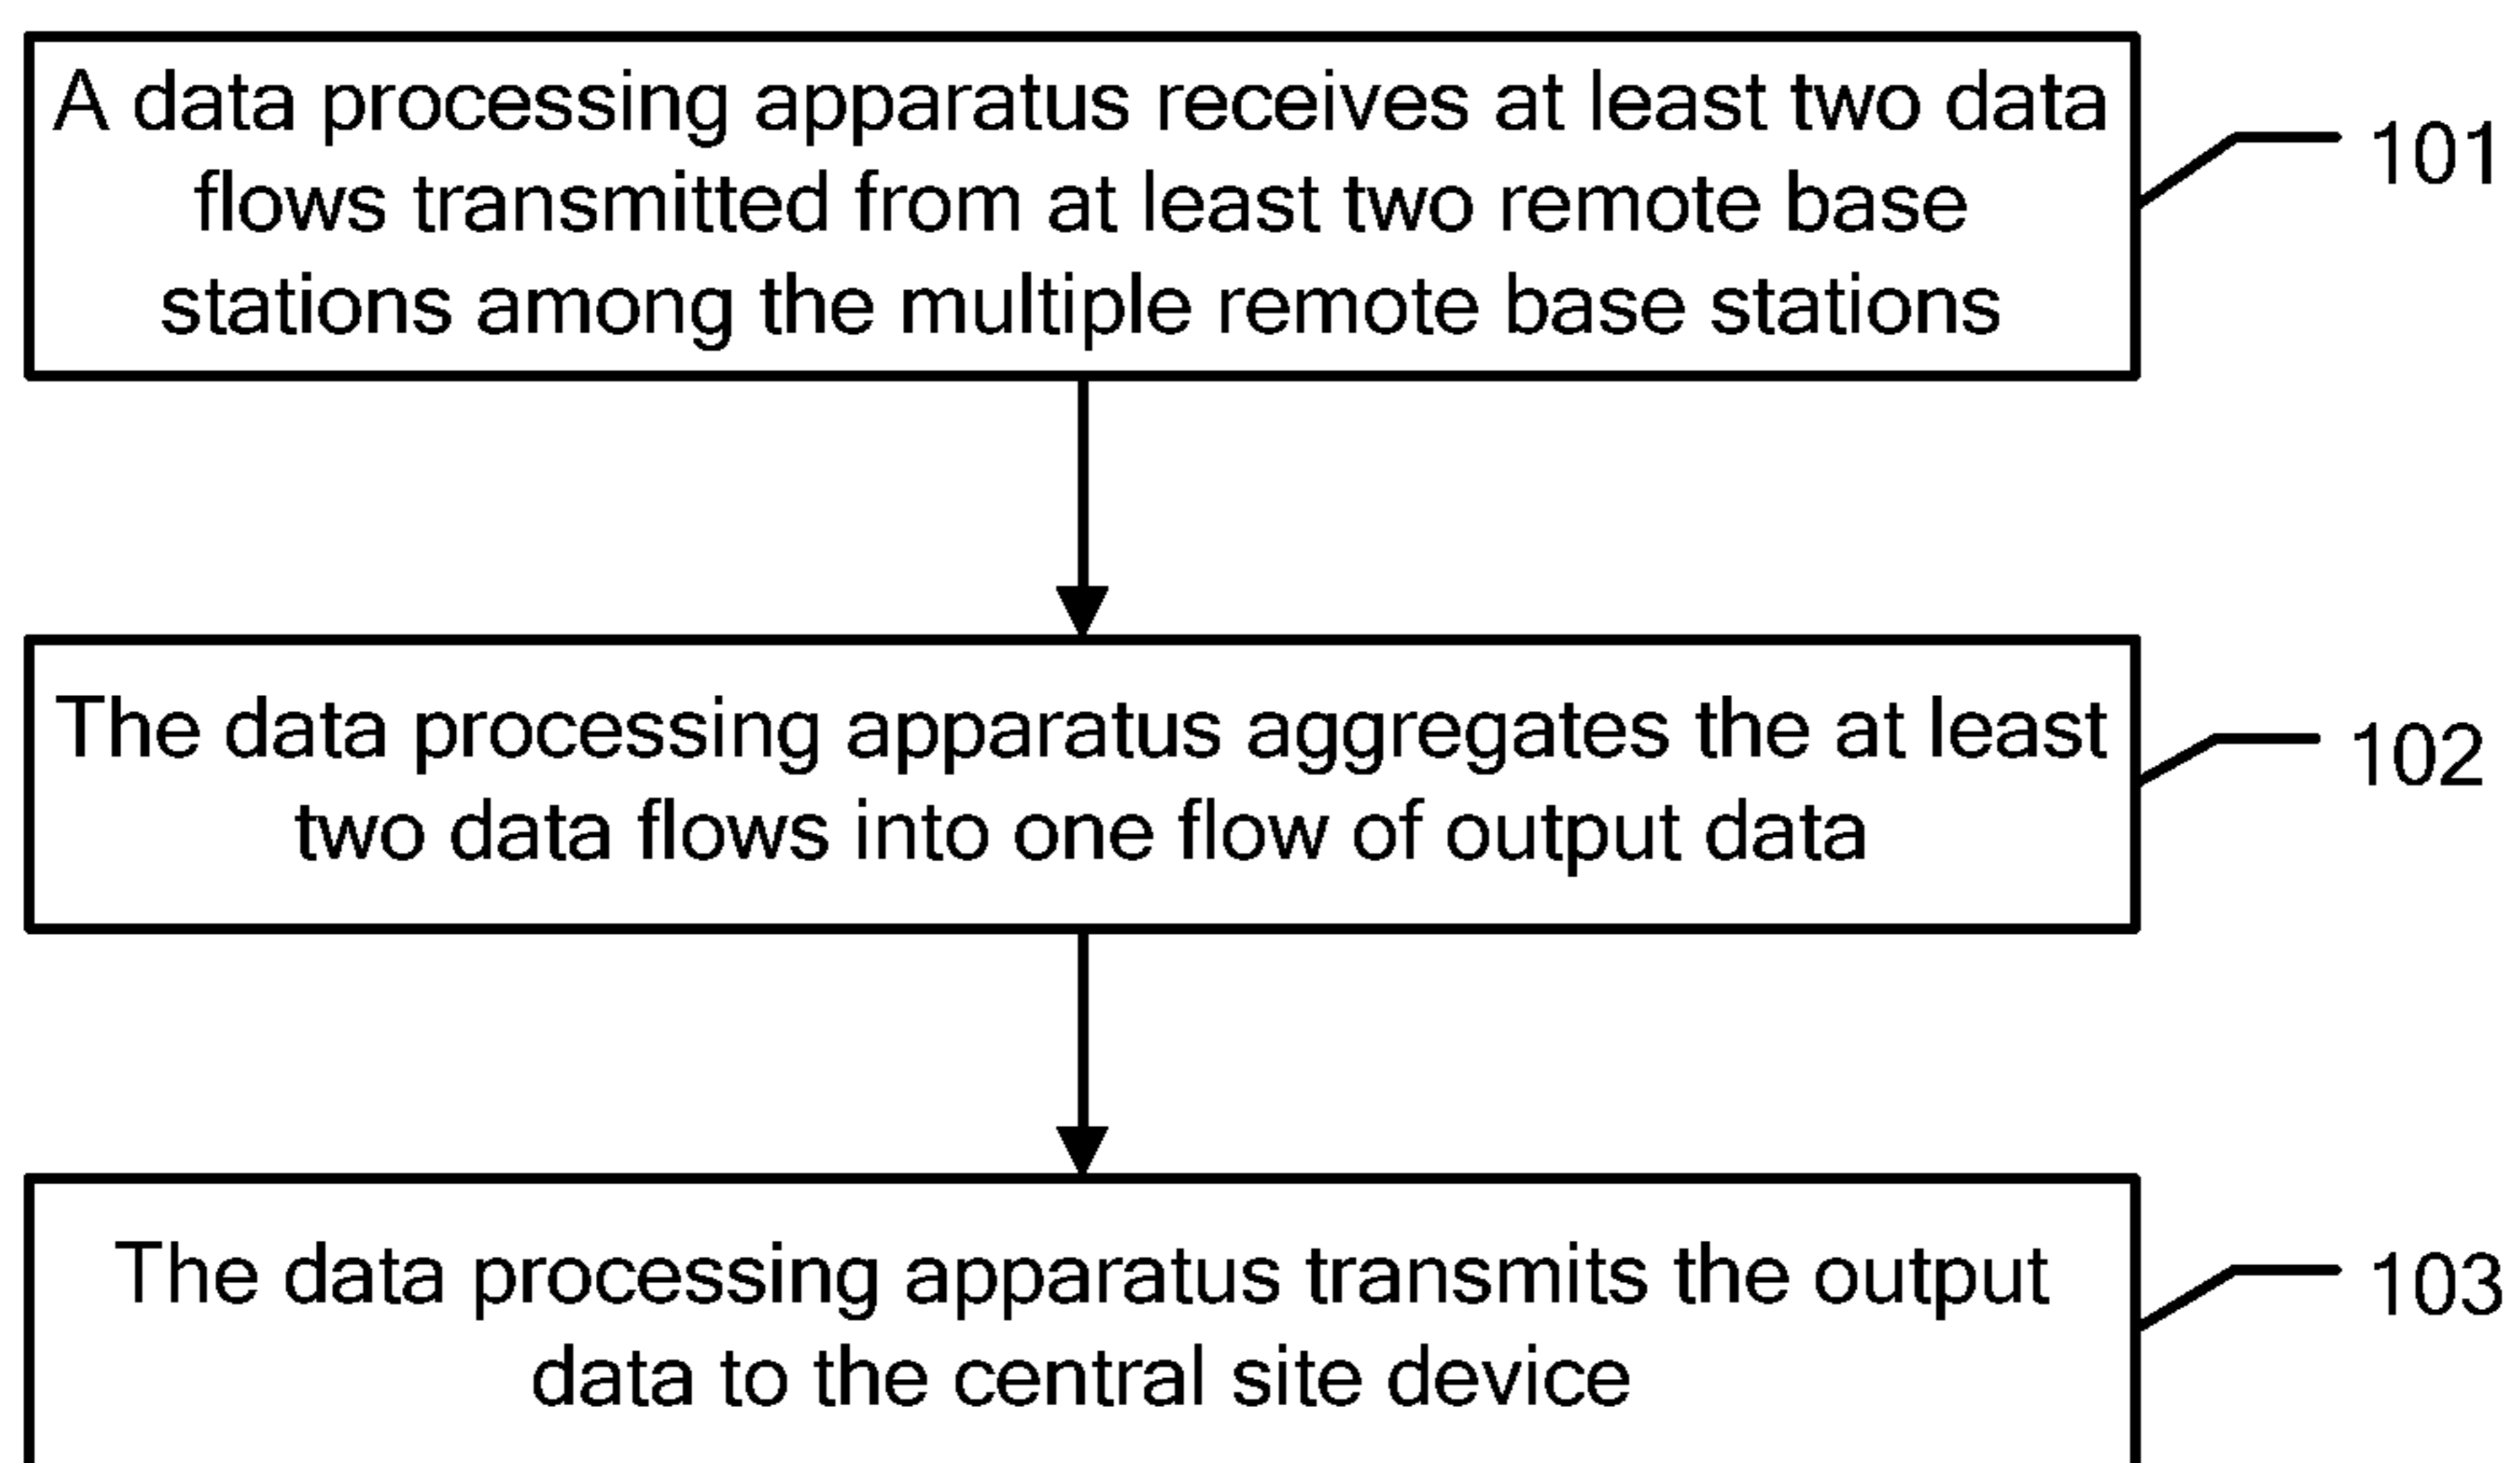 A data processing apparatus receives at least two data
flows transmitted from at least two remote base
stations among the multiple remote base stations
101
The data processing apparatus aggregates the at least
two data flows into one flow of output data
102
The data processing apparatus transmits the output
data to the central site device
103